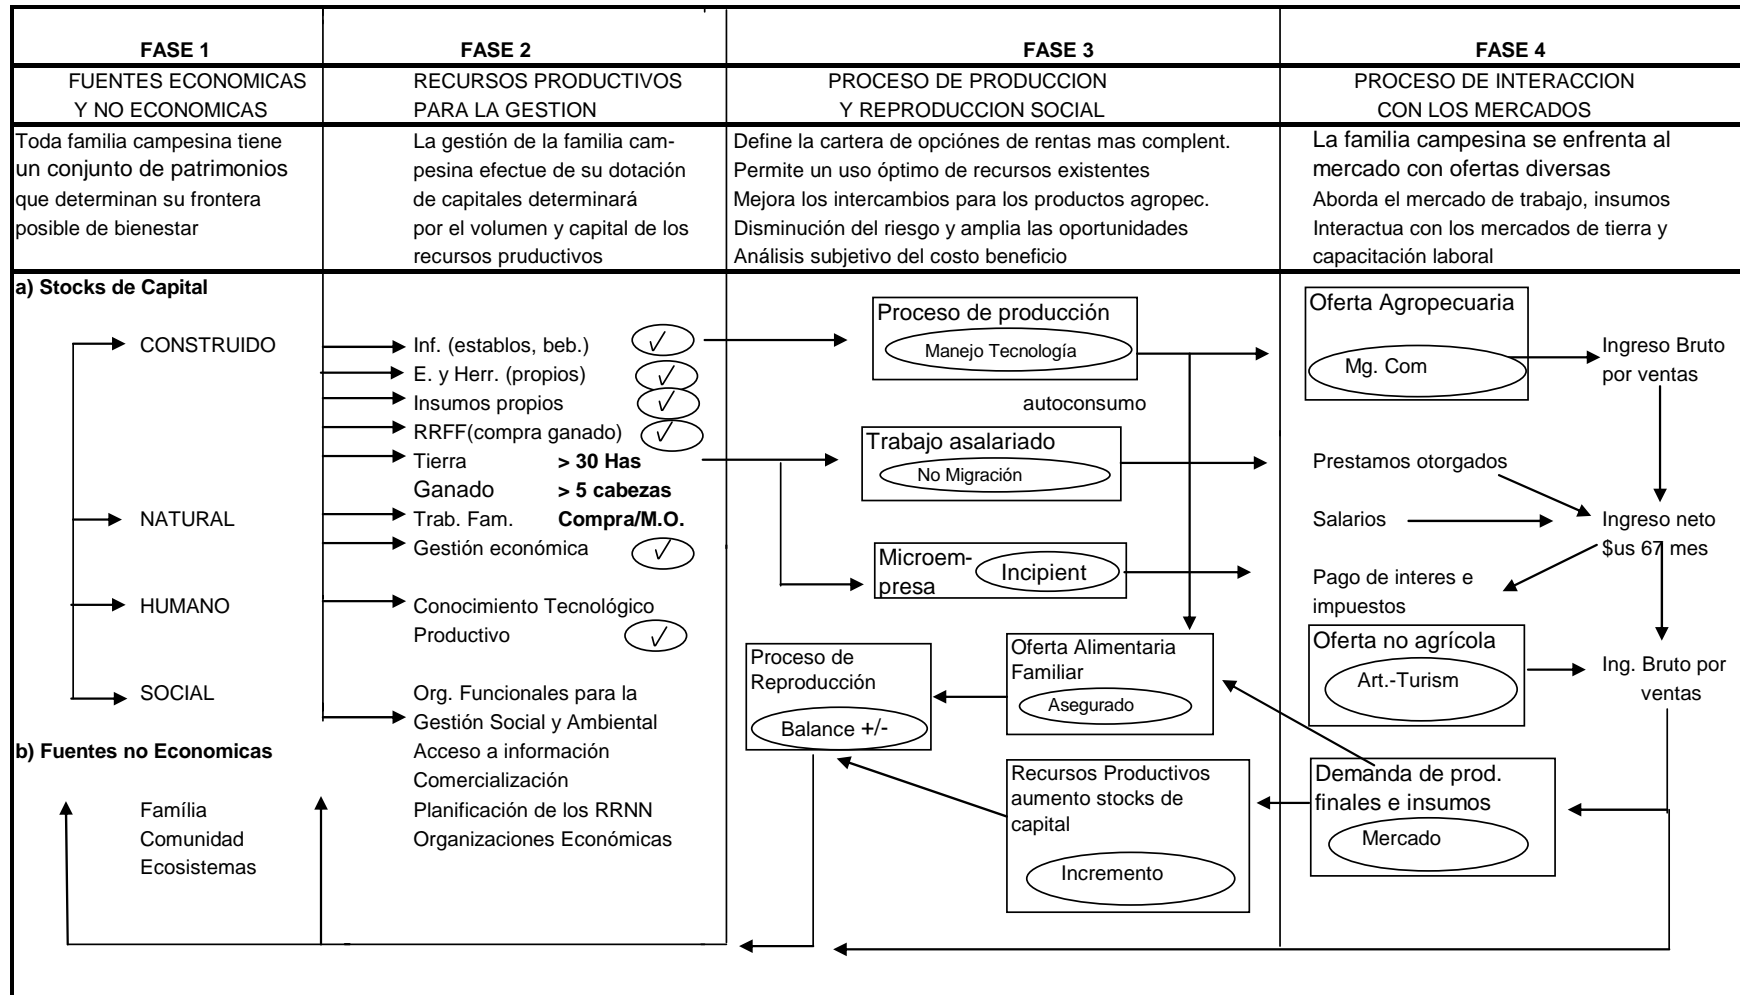 FASE 1
FASE 2
FASE 3
FASE 4
FUENTES ECONOMICAS
Y NO ECONOMICAS
RECURSOS PRODUCTIVOS
PARA LA GESTION
PROCESO DE PRODUCCION
Y REPRODUCCION SOCIAL
PROCESO DE INTERACCION
CON LOS MERCADOS
Toda familia campesina tiene
un conjunto de patrimonios
que determinan su frontera
posible de bienestar
La gestión de la familia cam-
pesina efectue de su dotación
de capitales determinará
por el volumen y capital de los
recursos pruductivos
Define la cartera de opciónes de rentas mas complent.
Permite un uso óptimo de recursos existentes
Mejora los intercambios para los productos agropec.
Disminución del riesgo y amplia las oportunidades
Análisis subjetivo del costo beneficio
La familia campesina se enfrenta al
mercado con ofertas diversas
Aborda el mercado de trabajo, insumos
Interactua con los mercados de tierra y
capacitación laboral
a) Stocks de Capital
CONSTRUIDO
NATURAL
HUMANO
SOCIAL
b) Fuentes no Economicas
Família
Comunidad
Ecosistemas
Inf. (establos, beb.)
E. y Herr. (propios)
Insumos propios
RRFF(compra ganado)
Tierra > 30 Has
Ganado > 5 cabezas
Trab. Fam. Compra/M.O.
Gestión económica
Conocimiento Tecnológico
Productivo
Org. Funcionales para la
Gestión Social y Ambiental
Acceso a información
Comercialización
Planificación de los RRNN
Organizaciones Económicas
Proceso de producción
Manejo Tecnología
autoconsumo
Trabajo asalariado
No Migración
Microem-
presa
Incipient
Proceso de
Reproducción
Balance +/-
Oferta Alimentaria
Familiar
Asegurado
Recursos Productivos
aumento stocks de
capital
Incremento
Oferta Agropecuaria
Mg. Com
Ingreso Bruto
por ventas
Prestamos otorgados
Salarios
Ingreso neto
$us 67 mes
Pago de interes e
impuestos
Oferta no agrícola
Art.-Turism
Ing. Bruto por
ventas
Demanda de prod.
finales e insumos
Mercado